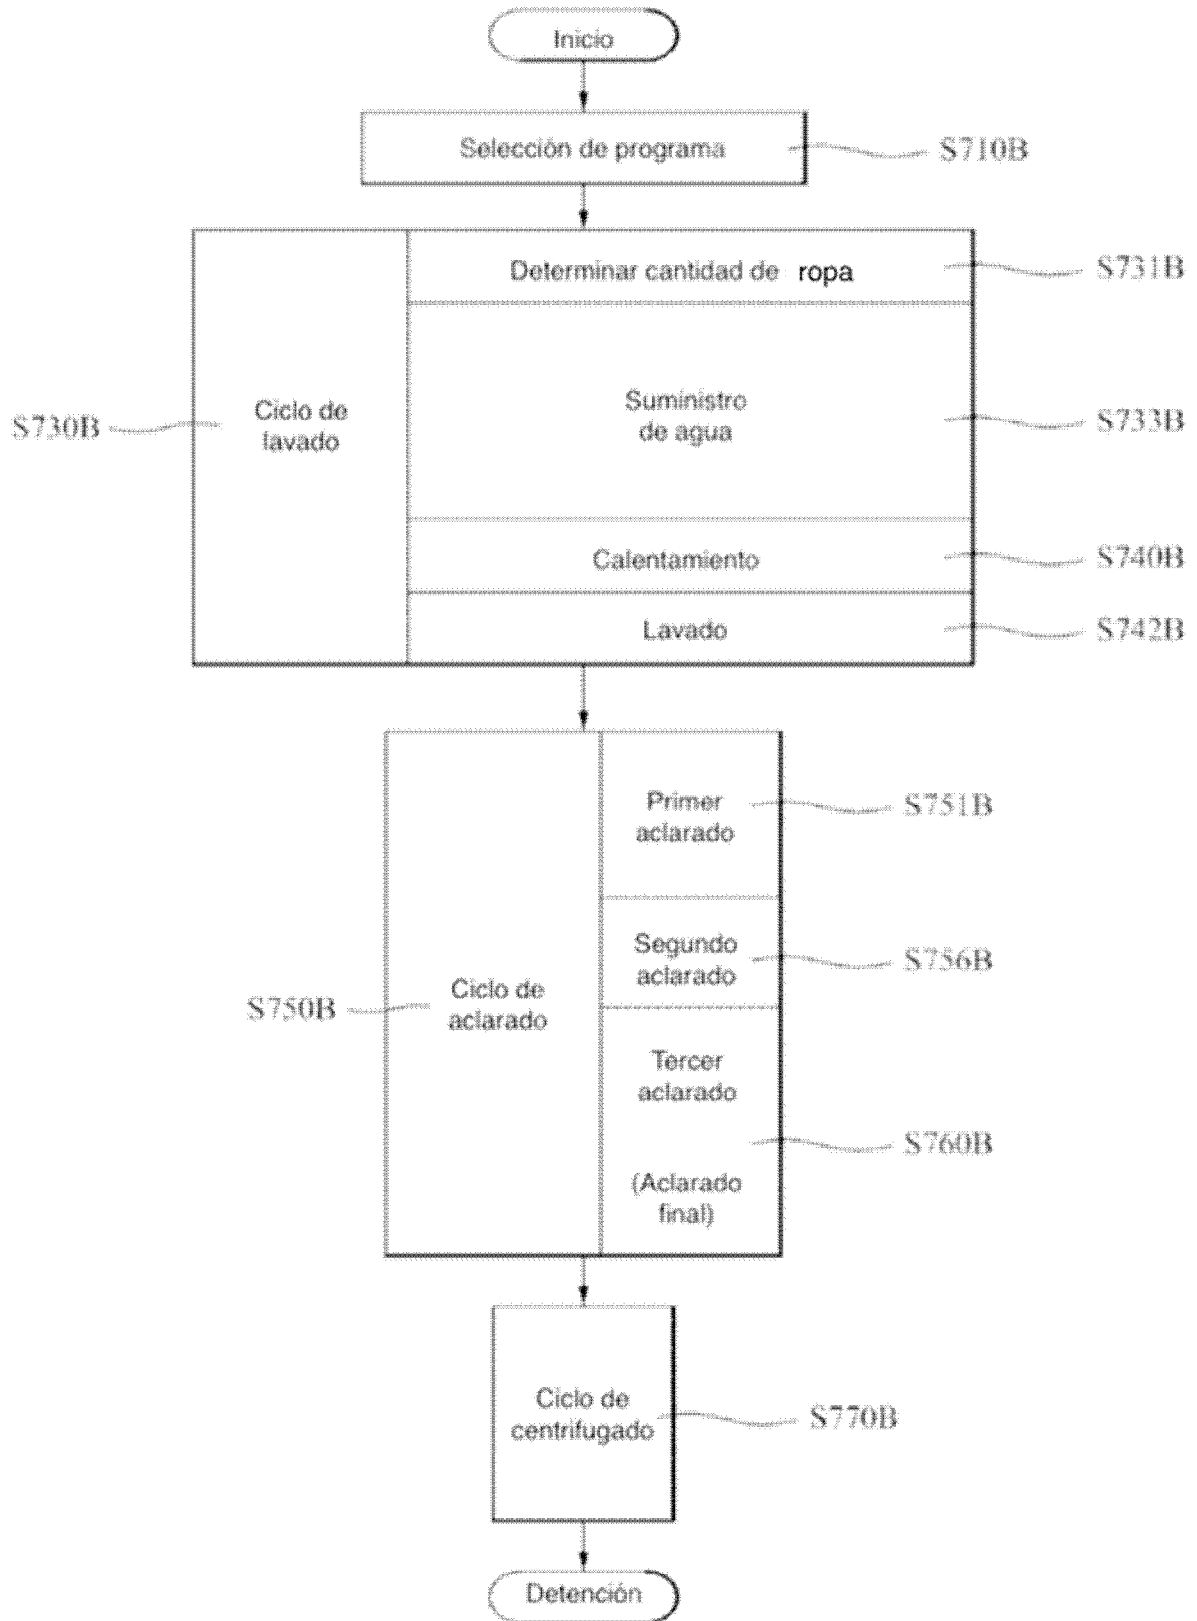 Inicio
Selección de programa
S710B
Determinar cantidad de ropa
S731B
S730B
Ciclo de
lavado
Suministro
de agua
S733B
Calentamiento
S740B
Lavado
S742B
Primer
aclarado
S751B
Segundo
aclarado
S756B
S750B
Ciclo de
aclarado
Tercer
aclarado
S760B
(Aclarado
final)
Ciclo de
centrifugado
S770B
Detención